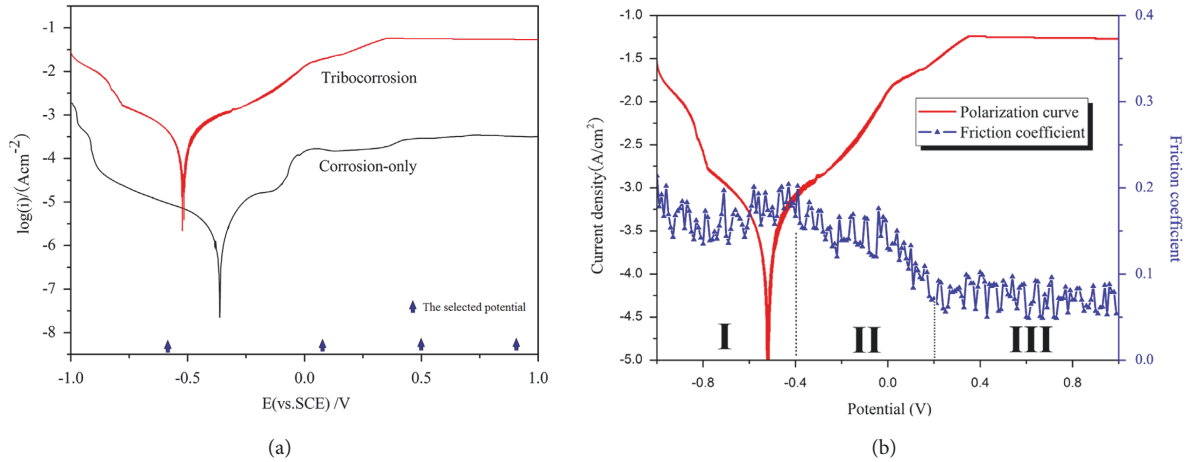 -1
-2
-3
-4
-5
-6
-7
-8
log(i)/(Acm-2)
Tribocorrosion
Corrosion-only
The selected potential
-1.0 -0.5 0.0 0.5 1.0
E(vs.SCE) /V
(a)
-1.0
-1.5
-2.0
-2.5
-3.0
-3.5
-4.0
-4.5
-5.0
Current density(A/cm2)
Polarization curve
Friction coefficient
I II III
0.4
0.3
0.2
0.1
0.0
Friction coefficient
-0.8 -0.4 0.0 0.4 0.8
Potential (V)
(b)